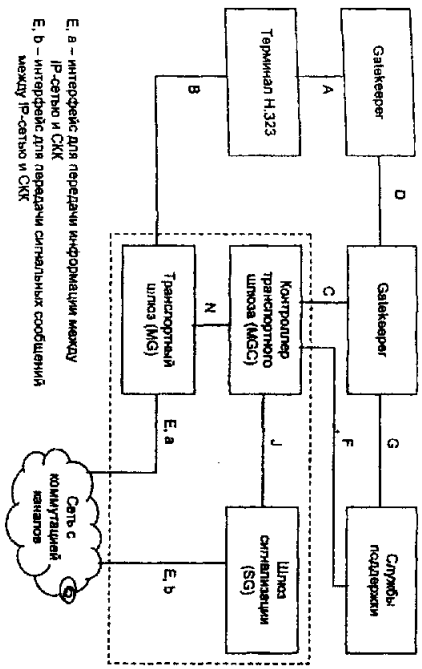 Gatekeeper
D
Gatekeeper
G
Службы
поддержки
A
C
F
Терминал H.323
Контроллер
транспортного
шлюза (MGC)
J
Шлюз
сигнализации
(SG)
B
N
Транспортный
шлюз (MG)
E, a
E, b
Сеть с
коммутацией
каналов
E, a – интерфейс для передачи информации между
IP-сетью и СКК
E, b – интерфейс для передачи сигнальных сообщений
между IP-сетью и СКК